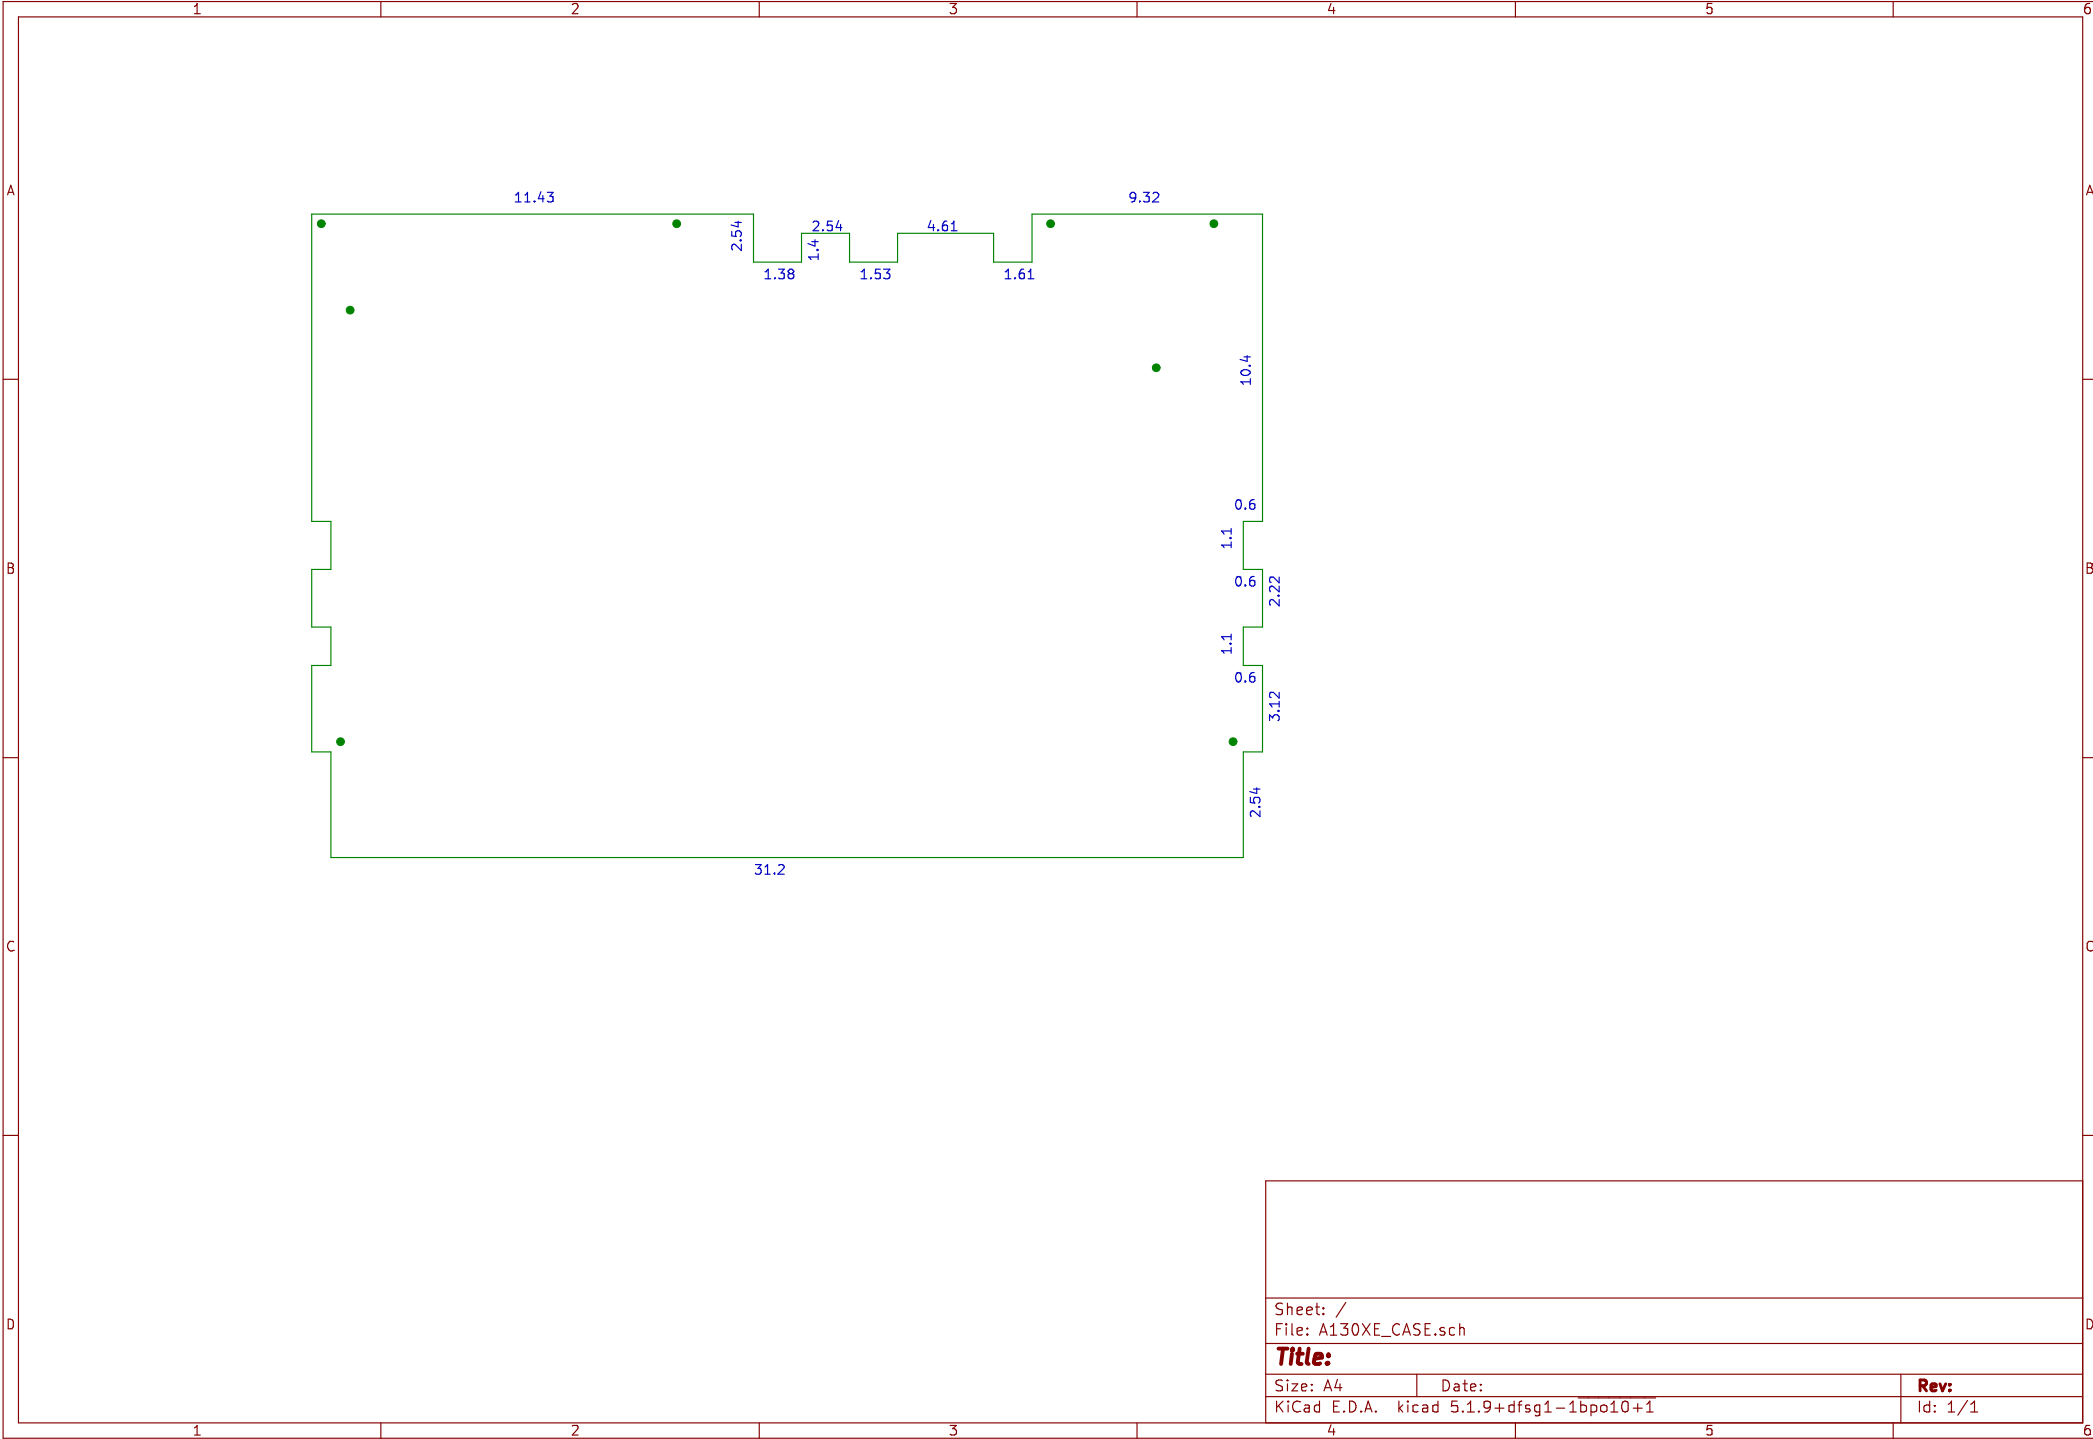 1 2 3 4 5 6
A A
11.43 9.32
2.54 2.54 1.4 4.61
1.38 1.53 1.61
10.4
0.6
1.1
B B
0.6 2.22
1.1
0.6
3.12
2.54
31.2
C C
Sheet: /
File: A130XE_CASE.sch
D D
Title:
Size: A4 Date: Rev:
KiCad E.D.A. kicad 5.1.9+dfsg1-1bpo10+1 Id: 1/1
1 2 3 4 5 6